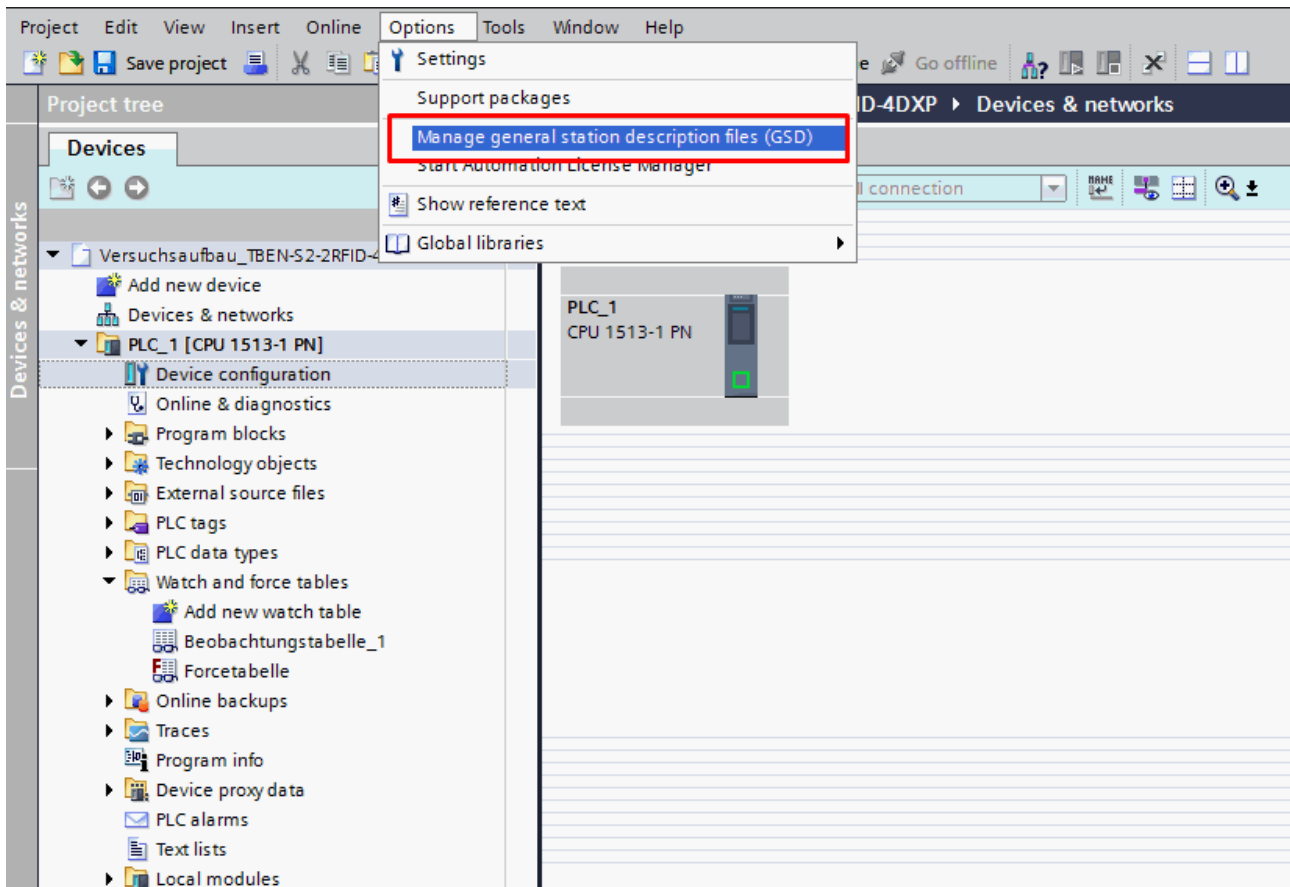 Project Edit View Insert Online Options Tools Window Help
Save project Go offline
Settings
Support packages
Manage general station description files (GSD)
Start Automation License Manager
Show reference text
Global libraries
Project tree
ID-4DXP Devices & networks
Devices
connection
Devices & networks
Versuchsaufbau_TBEN-S2-2RFID-4
Add new device
Devices & networks
PLC_1 [CPU 1513-1 PN]
Device configuration
Online & diagnostics
Program blocks
Technology objects
External source files
PLC tags
PLC data types
Watch and force tables
Add new watch table
Beobachtungstabelle_1
Forcetabelle
Online backups
Traces
Program info
Device proxy data
PLC alarms
Text lists
Local modules
PLC_1
CPU 1513-1 PN